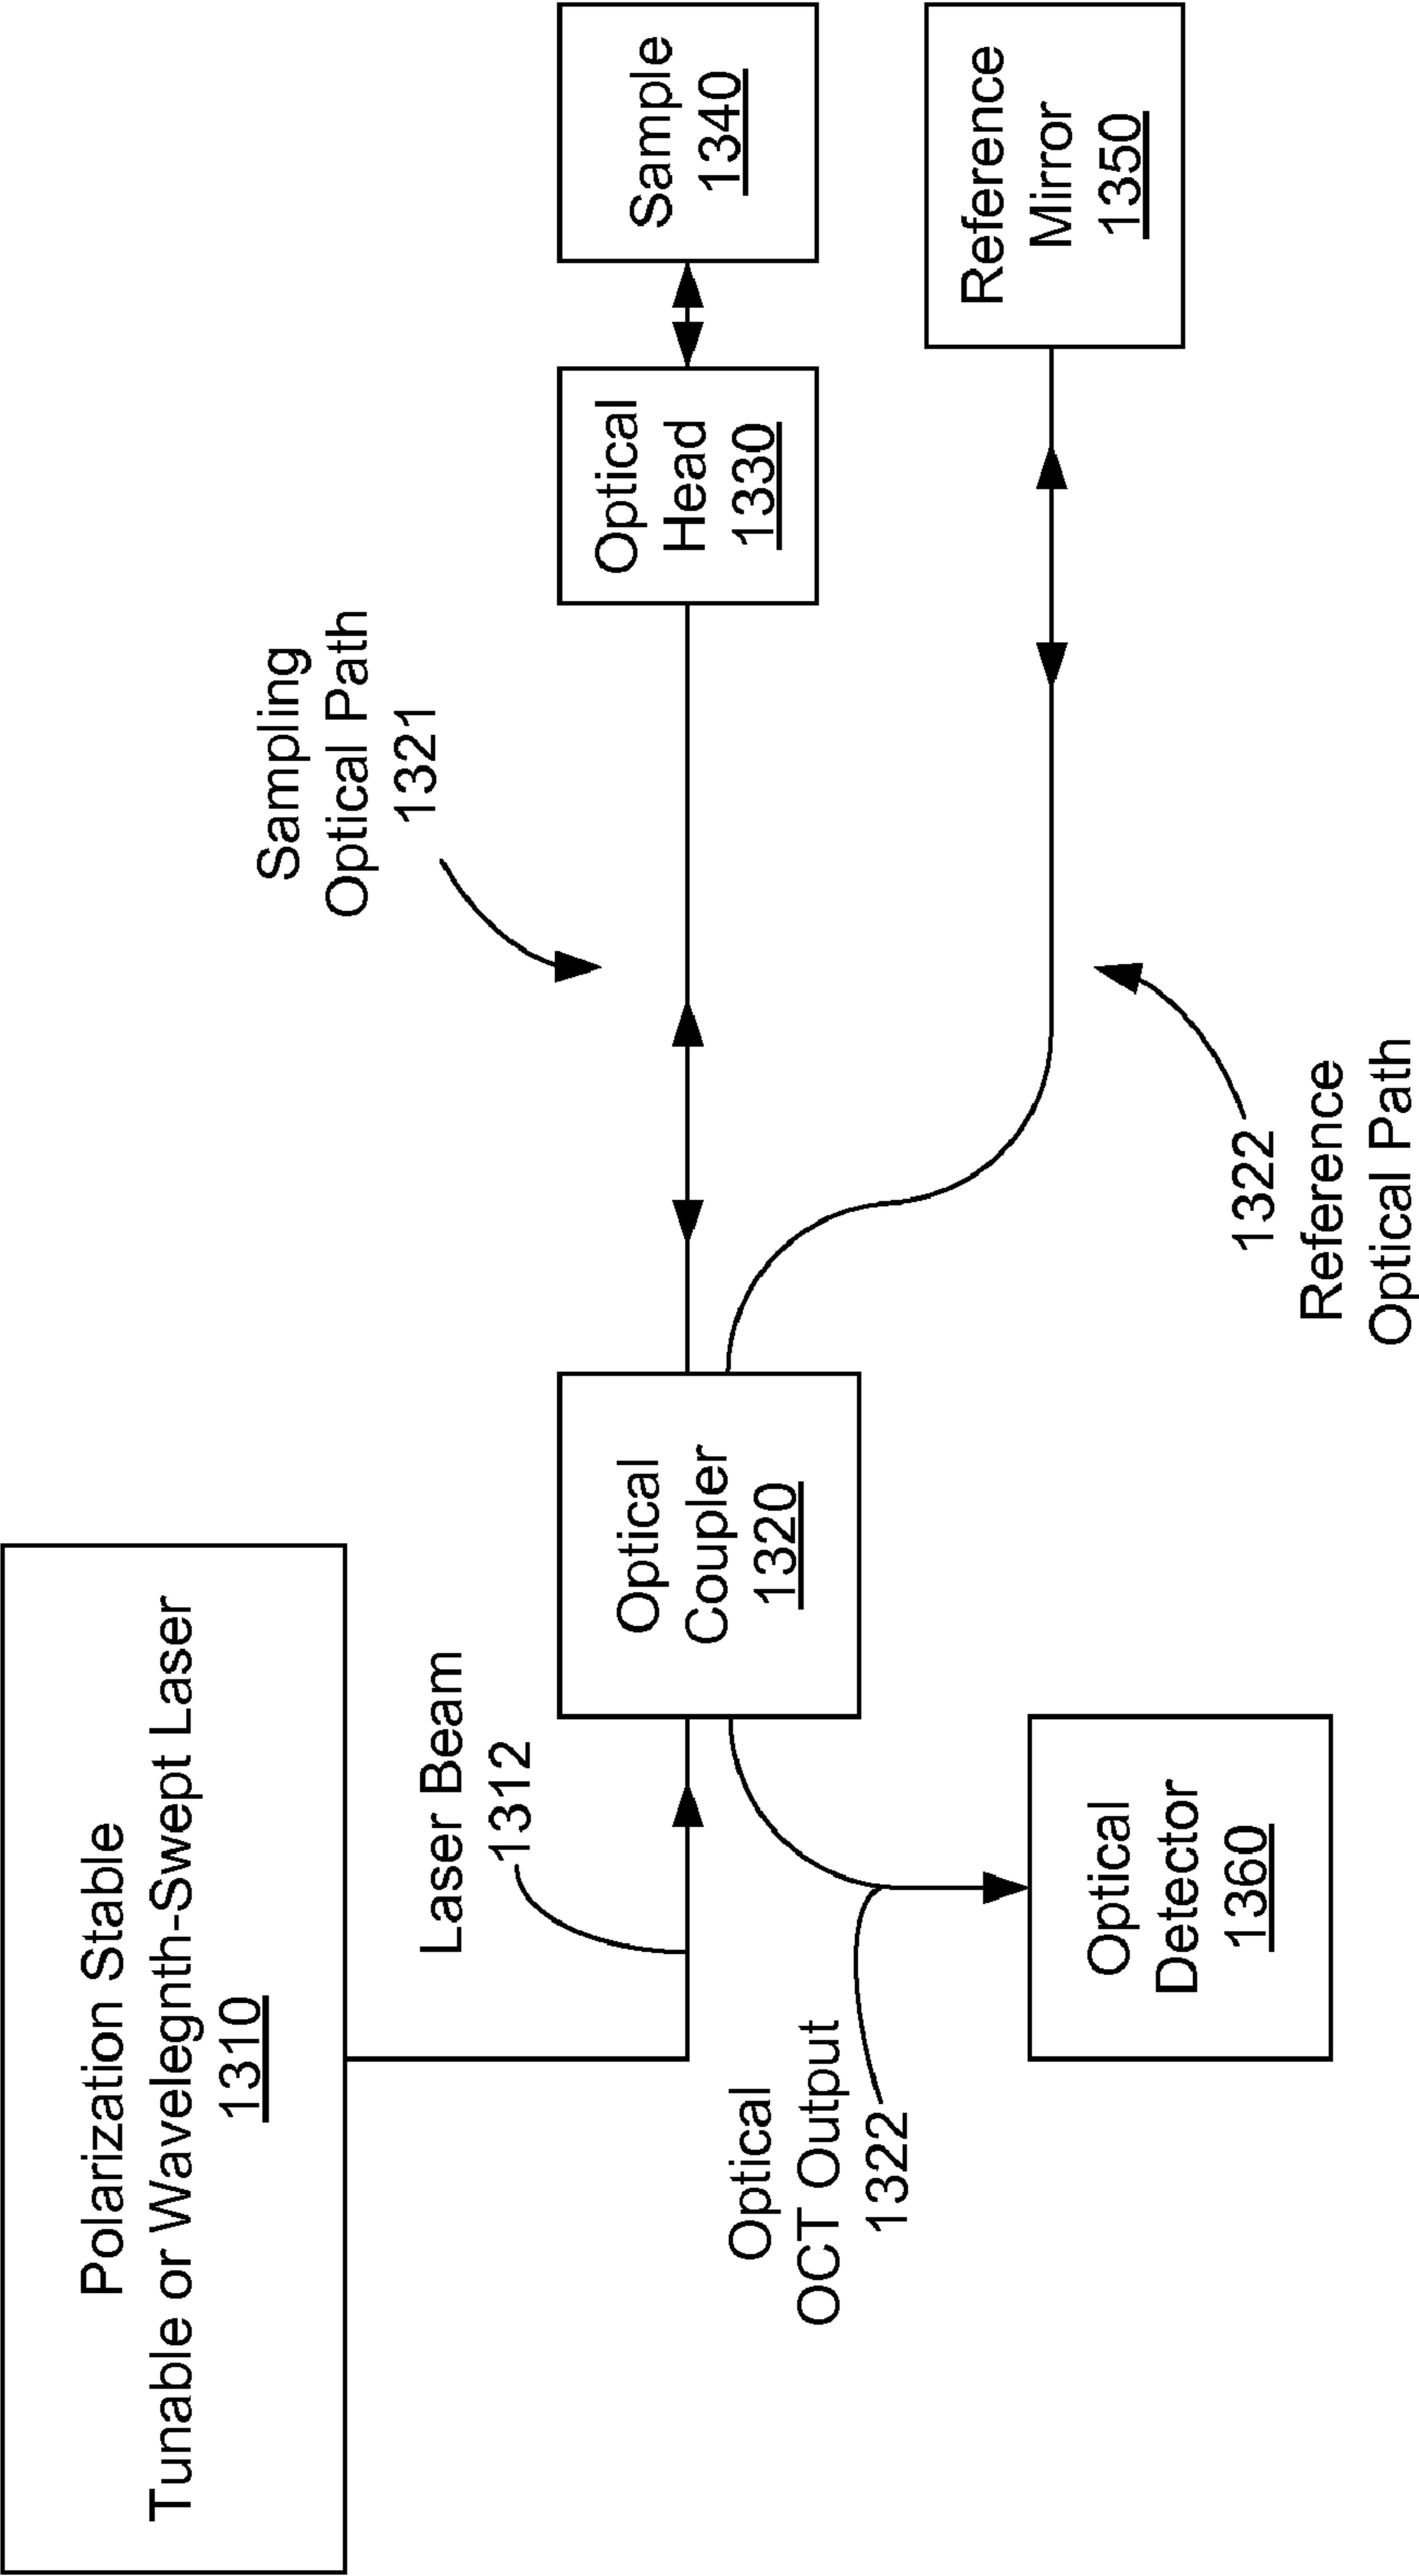 Polarization Stable
Tunable or Wavelegnth-Swept Laser
1310
Laser Beam
1312
Optical
Coupler
1320
Sampling
Optical Path
1321
Optical
Head
1330
Sample
1340
Optical
OCT Output
1322
Optical
Detector
1360
1322
Reference
Optical Path
Reference
Mirror
1350